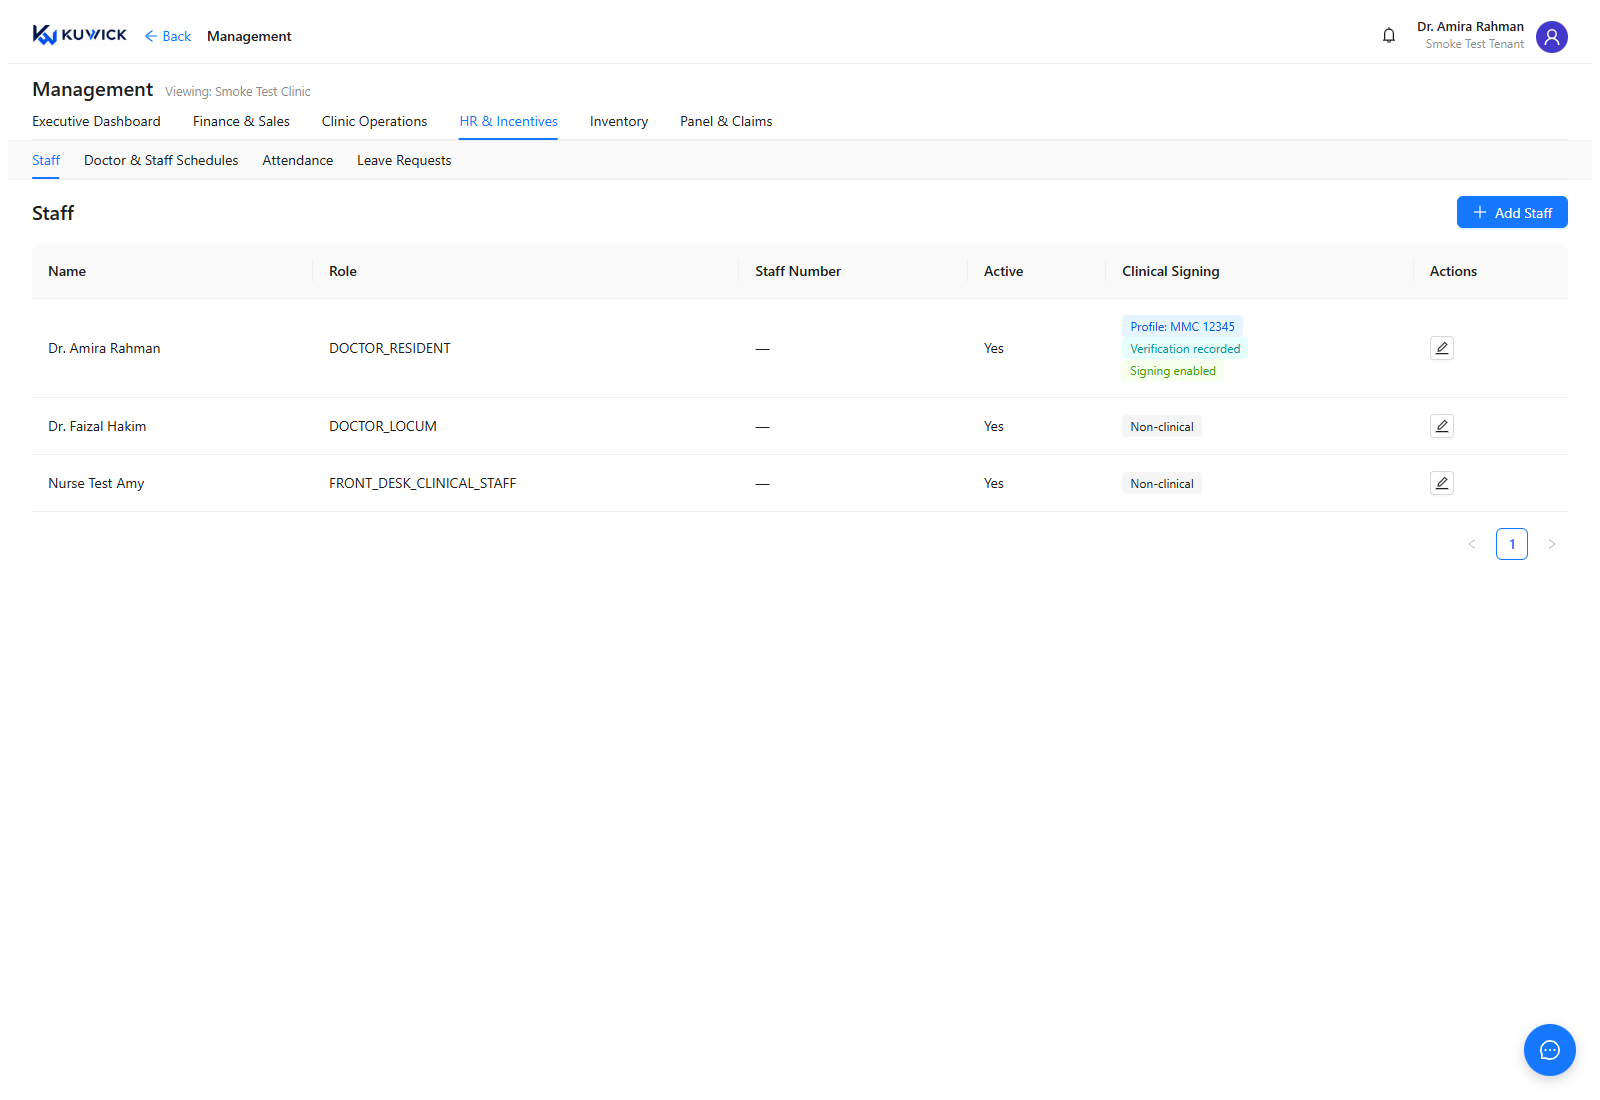 KUWICK Back Management Dr. Amira Rahman
Smoke Test Tenant
Management Viewing: Smoke Test Clinic
Executive Dashboard Finance & Sales Clinic Operations HR & Incentives Inventory Panel & Claims
Staff Doctor & Staff Schedules Attendance Leave Requests
Staff Add Staff
Name Role Staff Number Active Clinical Signing Actions
Profile: MMC 12345
Dr. Amira Rahman DOCTOR_RESIDENT — Yes Verification recorded
Signing enabled
Dr. Faizal Hakim DOCTOR_LOCUM — Yes Non-clinical
Nurse Test Amy FRONT_DESK_CLINICAL_STAFF — Yes Non-clinical
< 1 >